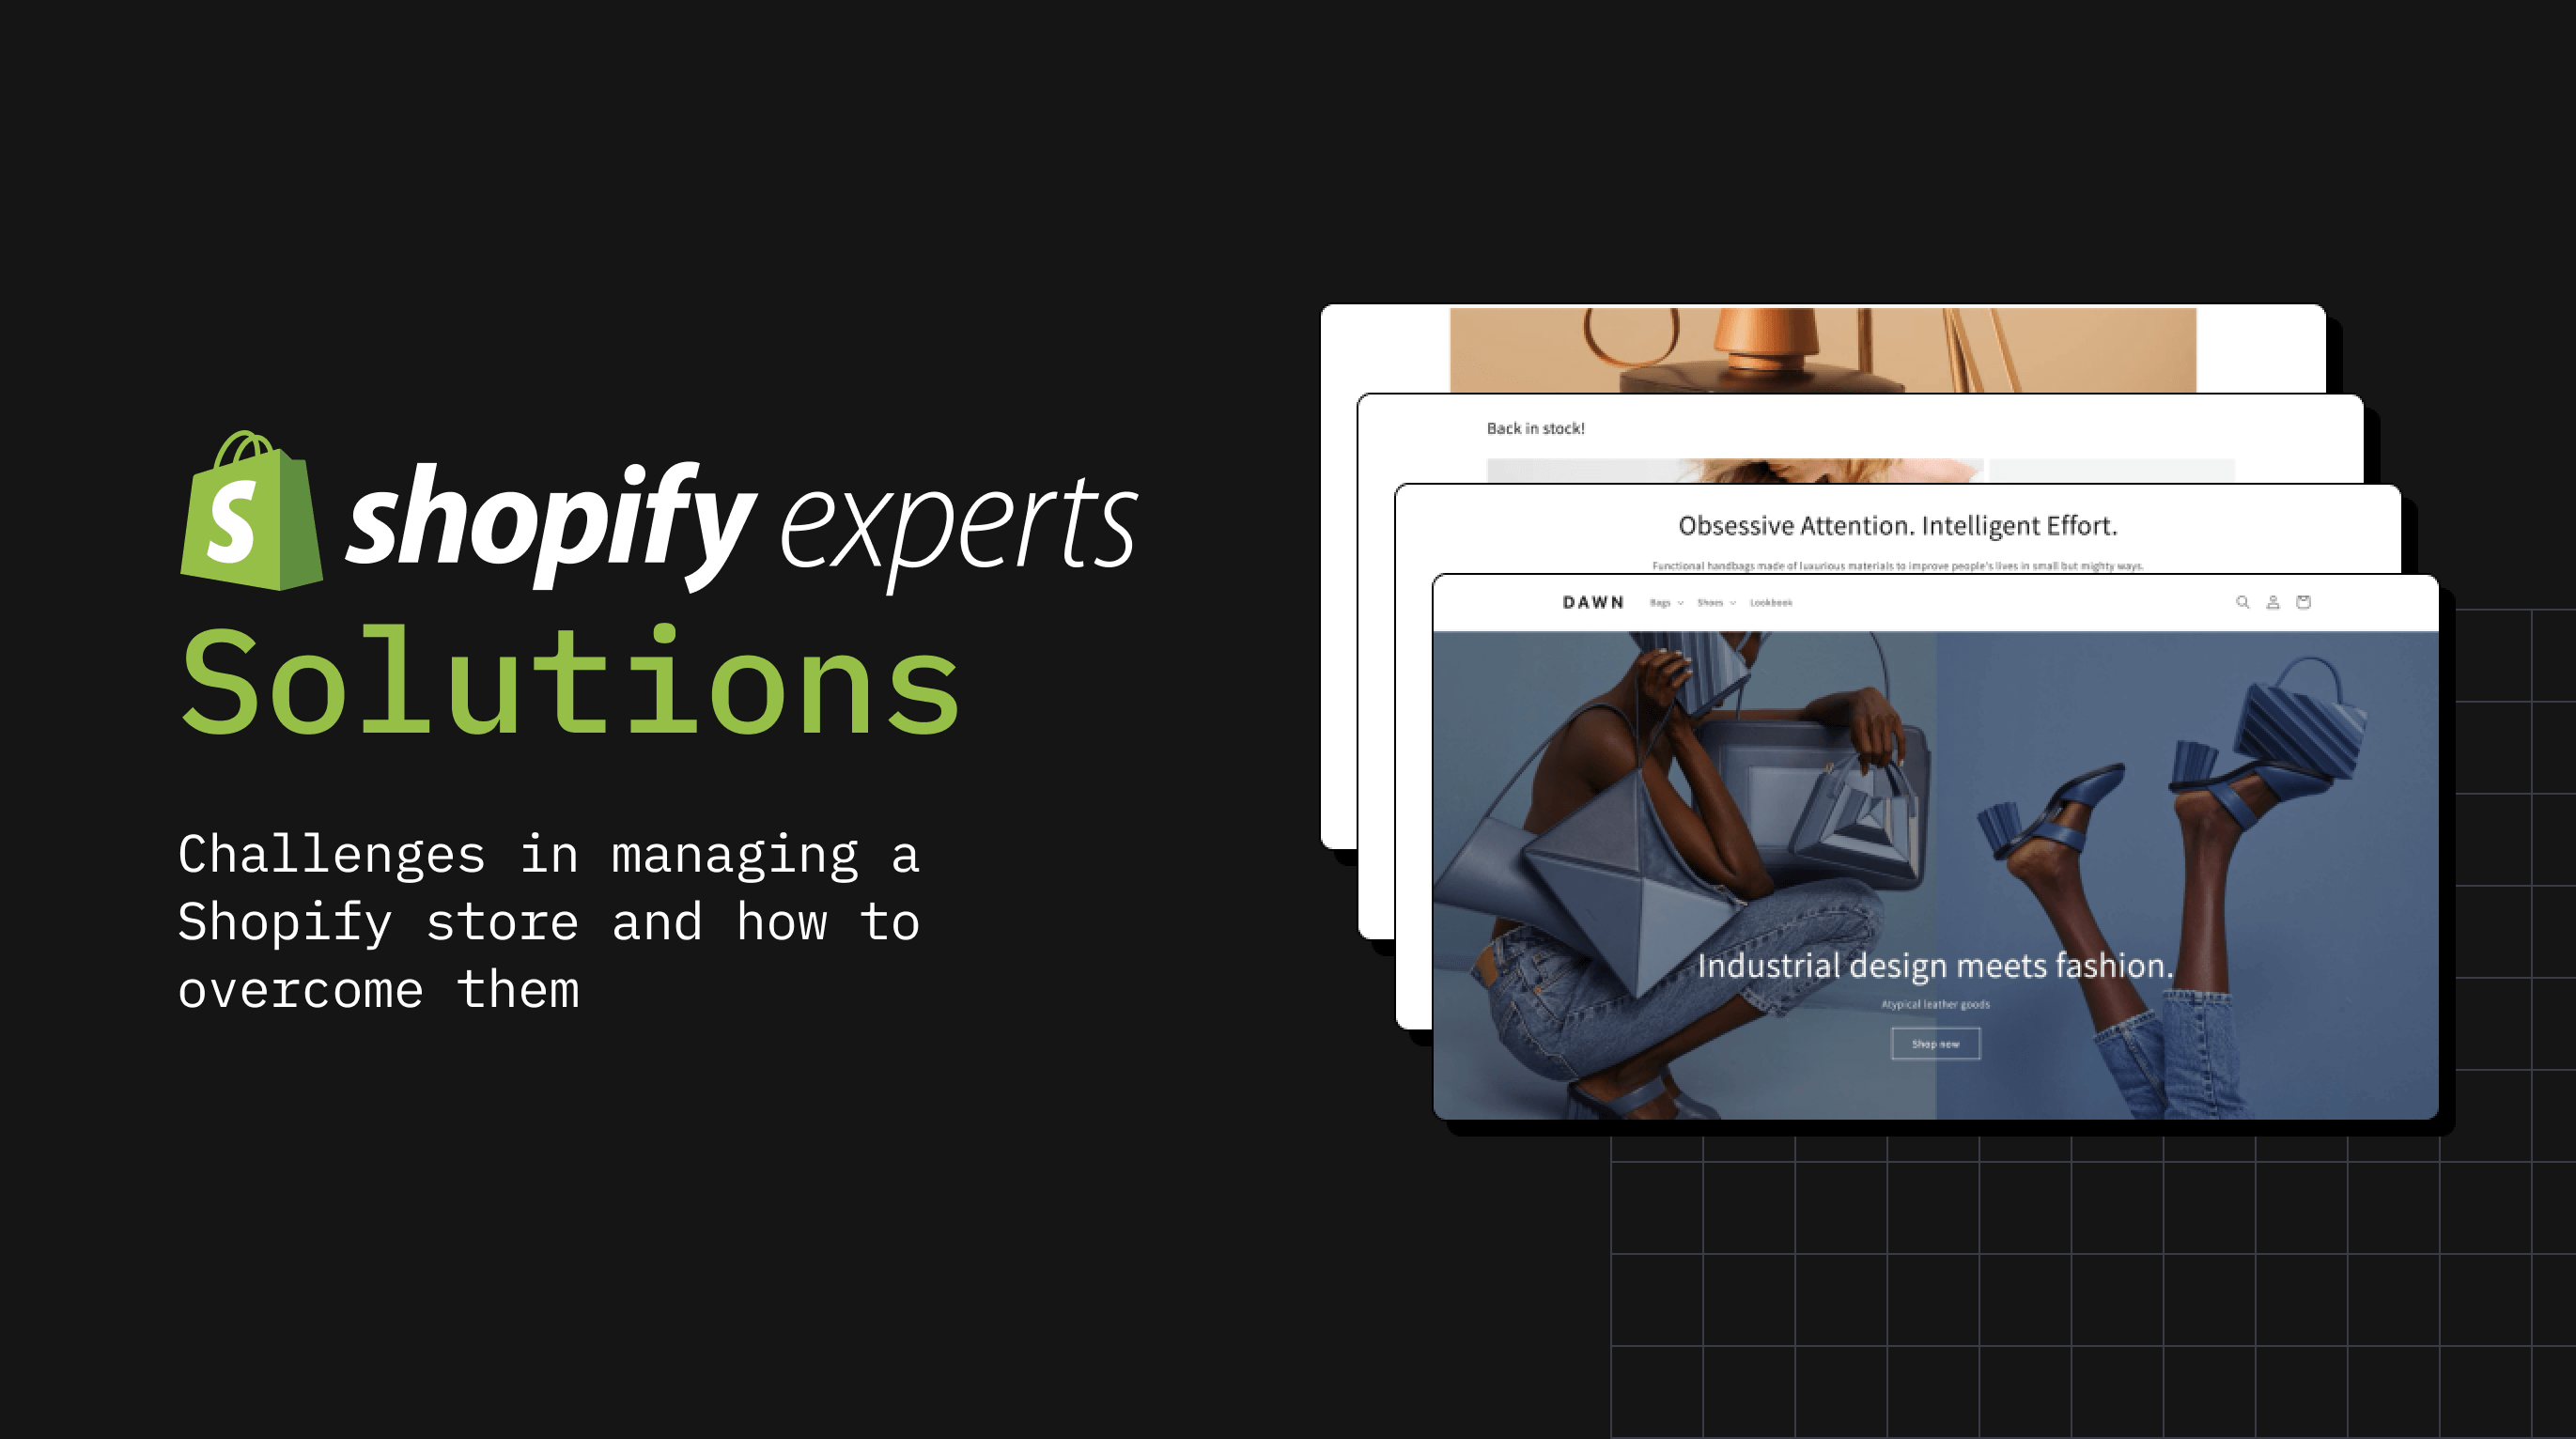 shopify experts
Solutions
Challenges in managing a
Shopify store and how to
overcome them
Back in stock!
Obsessive Attention. Intelligent Effort.
Functional handbags made of luxurious materials to improve people's lives in small but mighty ways.
DAWN Bags Shoes Lookbook
Industrial design meets fashion.
Atypical leather goods
Shop now